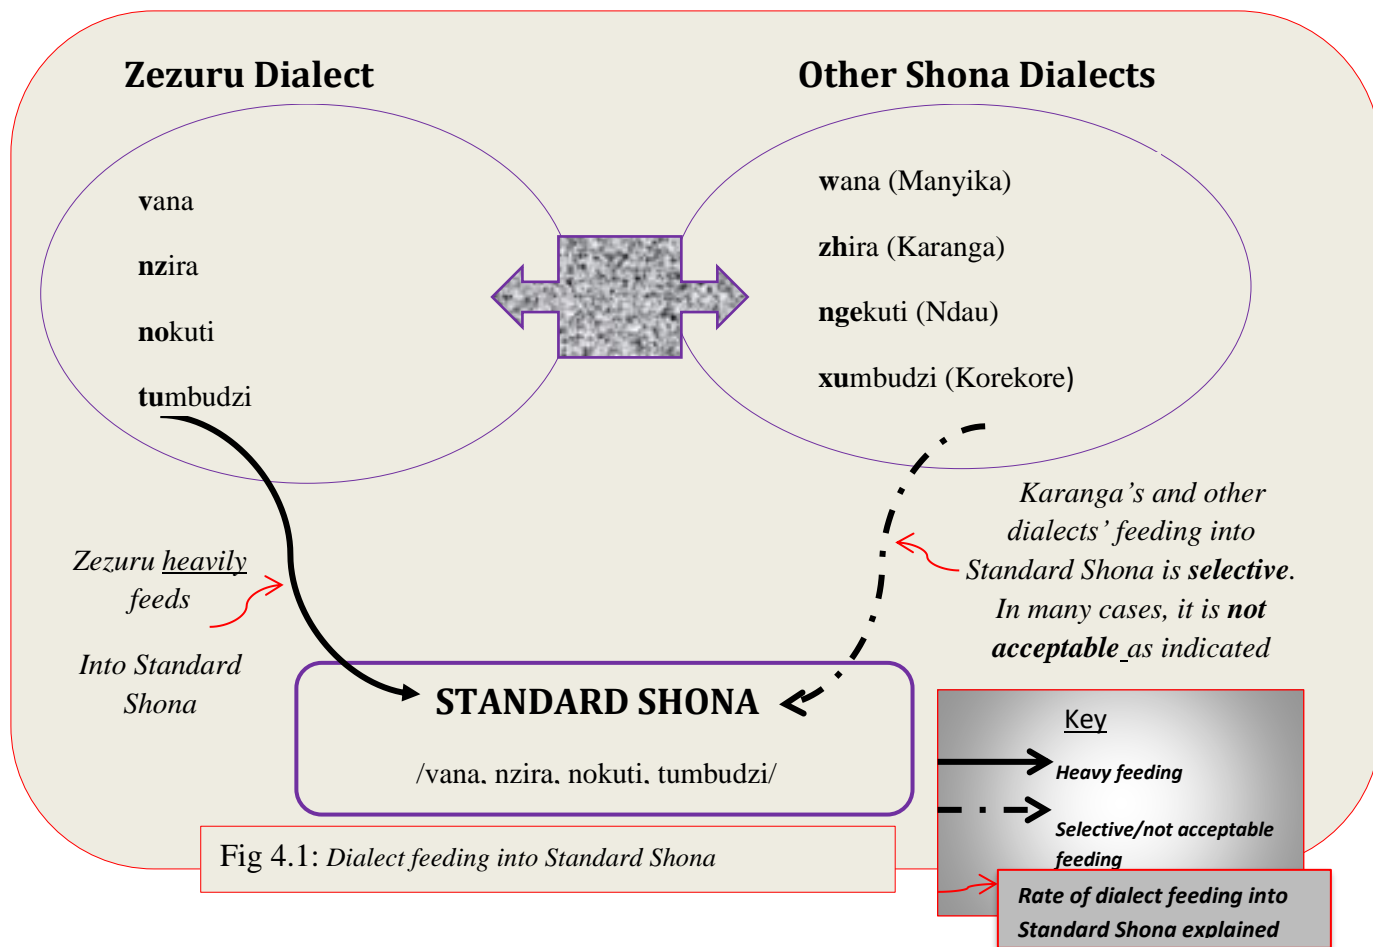 Zezuru Dialect
Other Shona Dialects
vana
nzira
nokuti
tumbudzi
wana (Manyika)
zhira (Karanga)
ngekuti (Ndau)
xumbudzi (Korekore)
Zezuru heavily
feeds
Into Standard
Shona
Karanga’s and other
dialects’ feeding into
Standard Shona is selective.
In many cases, it is not
acceptable as indicated
STANDARD SHONA
/vana, nzira, nokuti, tumbudzi/
Key
Heavy feeding
Selective/not acceptable
feeding
Rate of dialect feeding into
Standard Shona explained
Fig 4.1: Dialect feeding into Standard Shona